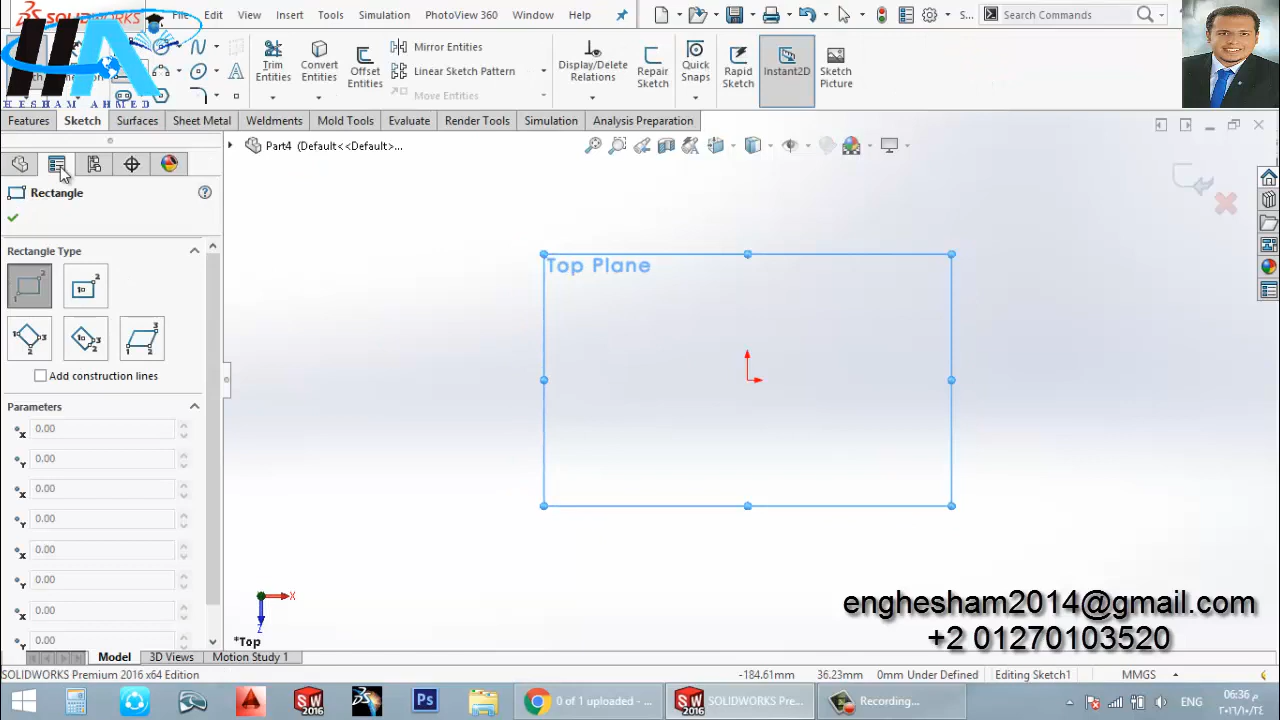 SOLIDWORKS File Edit View Insert Tools Simulation PhotoView 360 Window Help S... Search Commands
HESHAM AHMED
Trim Entities
Convert Entities
Offset Entities
Mirror Entities
Linear Sketch Pattern
Move Entities
Display/Delete Relations
Repair Sketch
Quick Snaps
Rapid Sketch
Instant2D
Sketch Picture
Features Sketch Surfaces Sheet Metal Weldments Mold Tools Evaluate Render Tools Simulation Analysis Preparation
Part4 (Default<<Default>...
Rectangle
Rectangle Type
Add construction lines
Parameters
0.00
0.00
0.00
0.00
0.00
0.00
0.00
0.00
Top Plane
X
Z
*Top
enghesham2014@gmail.com
+2 01270103520
Model 3D Views Motion Study 1
SOLIDWORKS Premium 2016 x64 Edition -184.61mm 36.23mm 0mm Under Defined Editing Sketch1 MMGS
0 of 1 uploaded - ... SOLIDWORKS Pre... Recording... ENG 06:36 م
٢٠١٦/١٠/٢٤